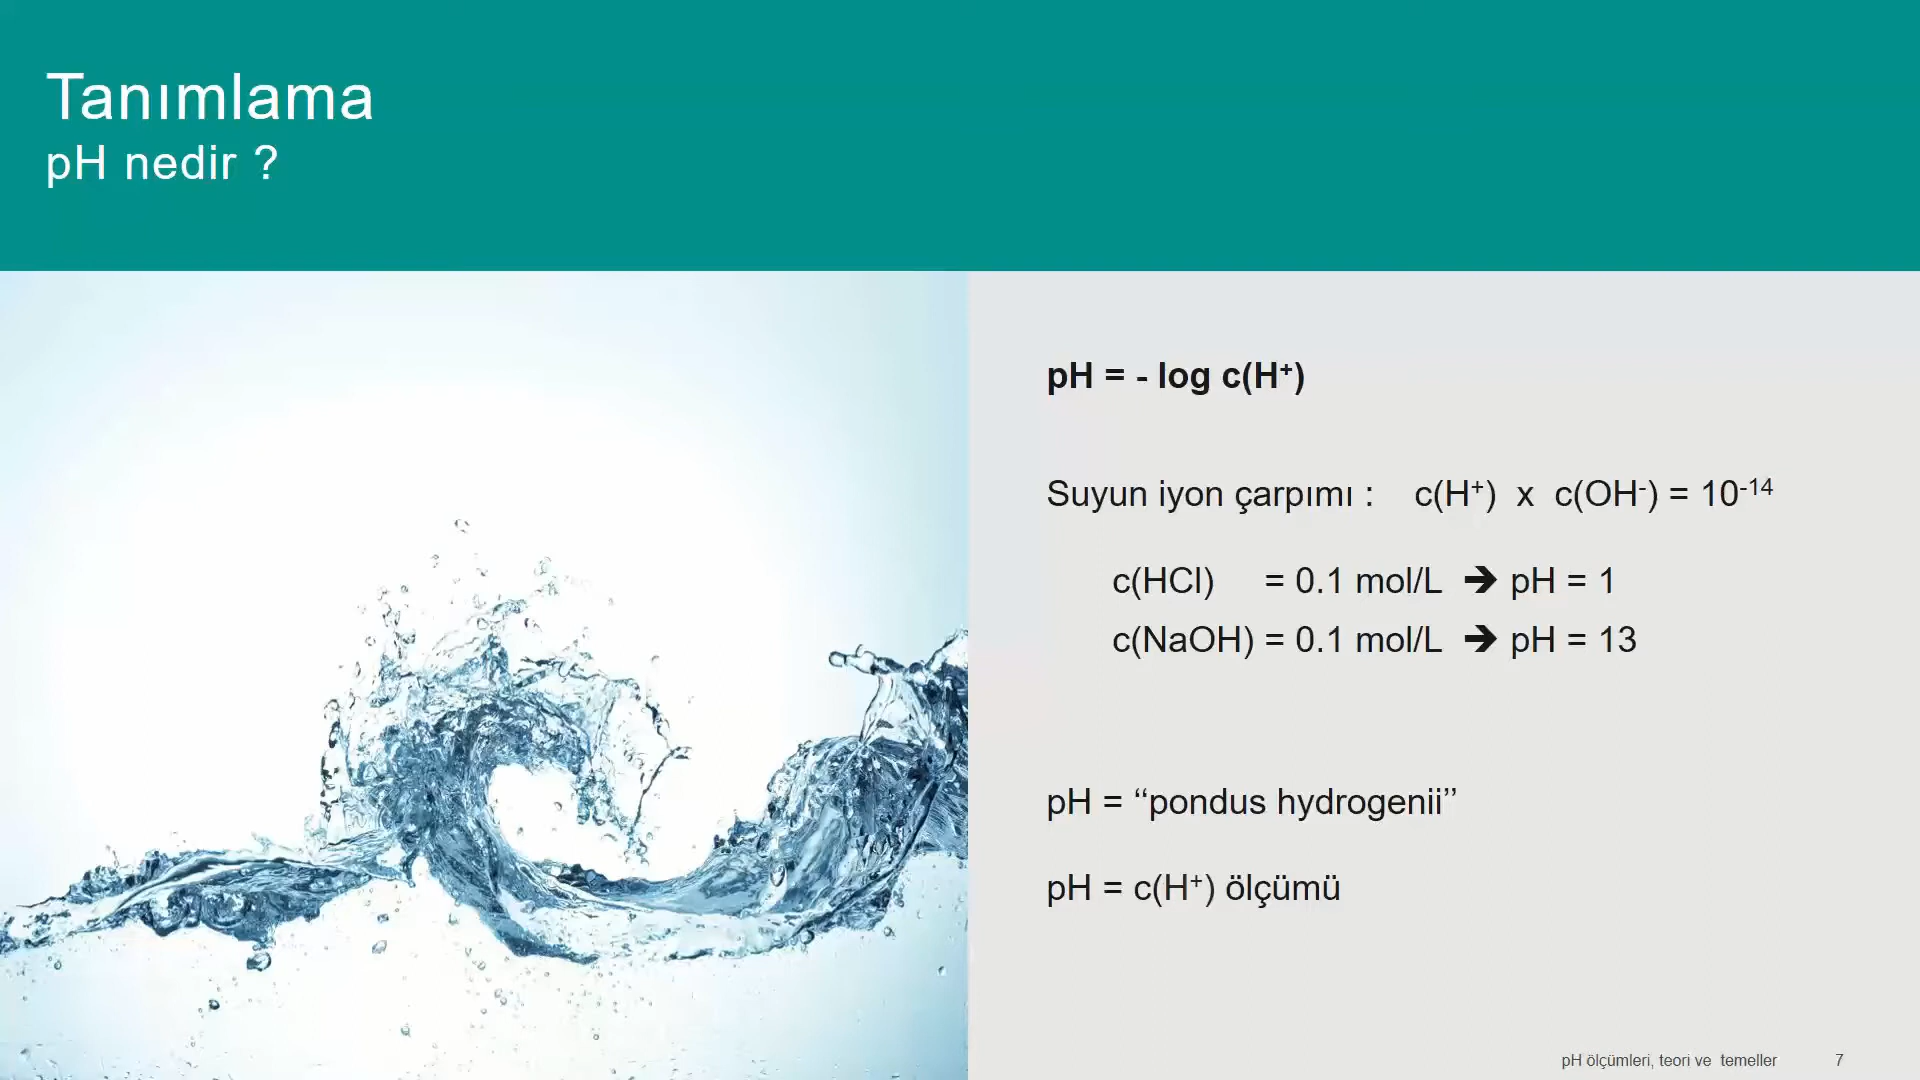 Tanımlama
pH nedir ?
pH = - log c(H⁺)
Suyun iyon çarpımı : c(H⁺) x c(OH⁻) = 10⁻¹⁴
c(HCl) = 0.1 mol/L ➔ pH = 1
c(NaOH) = 0.1 mol/L ➔ pH = 13
pH = ‘‘pondus hydrogenii’’
pH = c(H⁺) ölçümü
pH ölçümleri, teori ve temeller 7